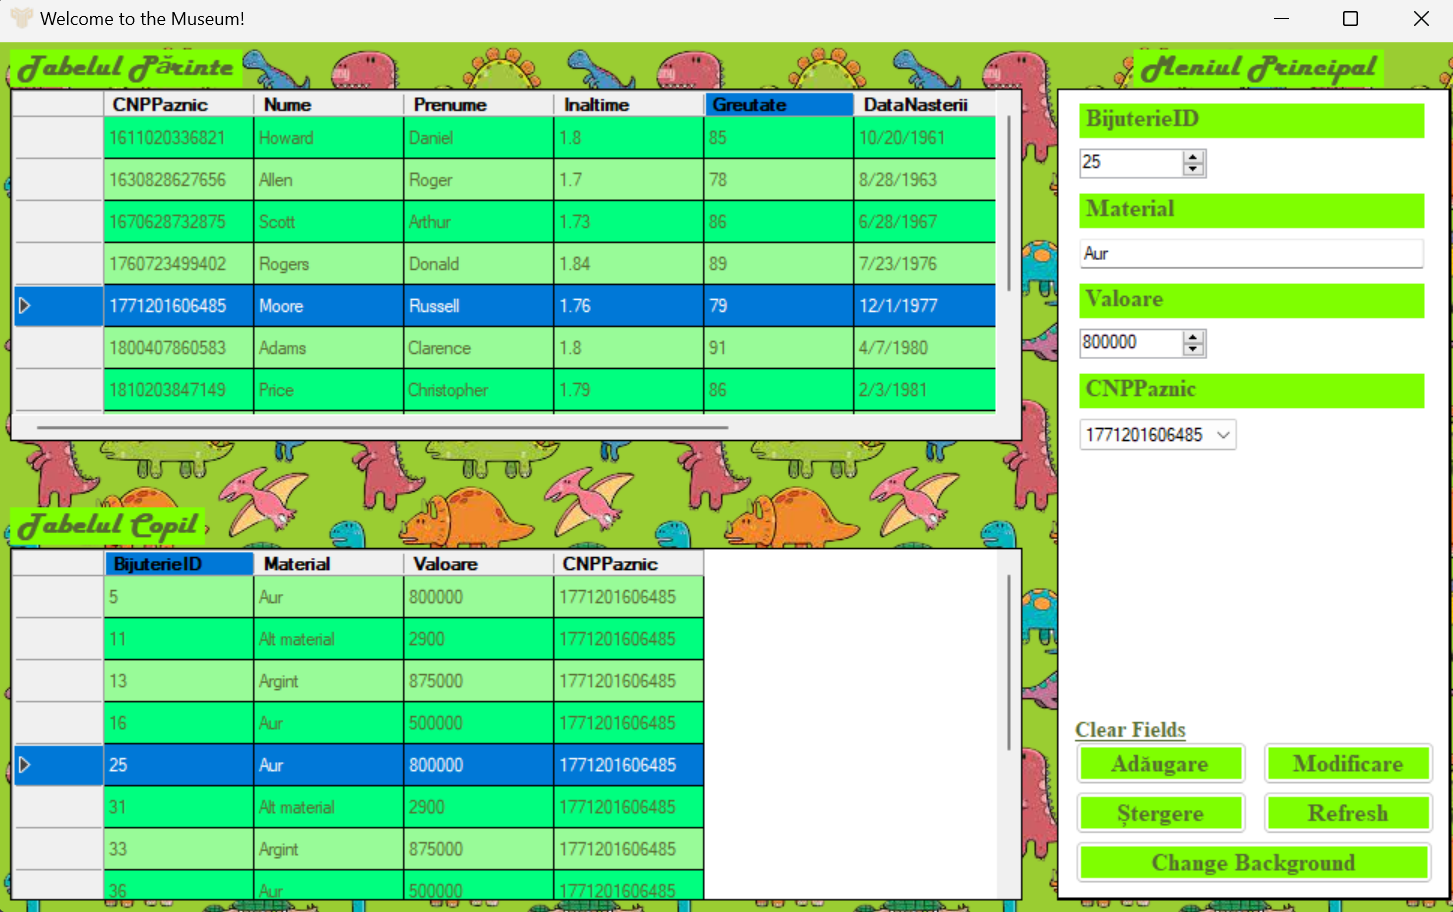 Welcome to the Museum!
Tabelul Părinte
CNPPaznic Nume Prenume Inaltime Greutate DataNasterii
1611020336821 Howard Daniel 1.8 85 10/20/1961
1630828627656 Allen Roger 1.7 78 8/28/1963
1670628732875 Scott Arthur 1.73 86 6/28/1967
1760723499402 Rogers Donald 1.84 89 7/23/1976
1771201606485 Moore Russell 1.76 79 12/1/1977
1800407860583 Adams Clarence 1.8 91 4/7/1980
1810203847149 Price Christopher 1.79 86 2/3/1981
Tabelul Copil
BijuterieID Material Valoare CNPPaznic
5 Aur 800000 1771201606485
11 Alt material 2900 1771201606485
13 Argint 875000 1771201606485
16 Aur 500000 1771201606485
25 Aur 800000 1771201606485
31 Alt material 2900 1771201606485
33 Argint 875000 1771201606485
36 Aur 500000 1771201606485
Meniul Principal
BijuterieID
25
Material
Aur
Valoare
800000
CNPPaznic
1771201606485
Clear Fields
Adăugare Modificare
Ștergere Refresh
Change Background